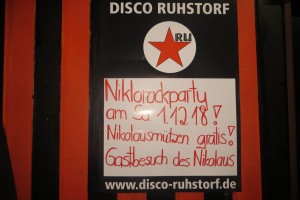 DISCO RUHSTORF
RU
Niklorockparty
am Sa 1.12.18!
Nikolausmützen gratis!
Gastbesuch des Nikolaus
www.disco-ruhstorf.de